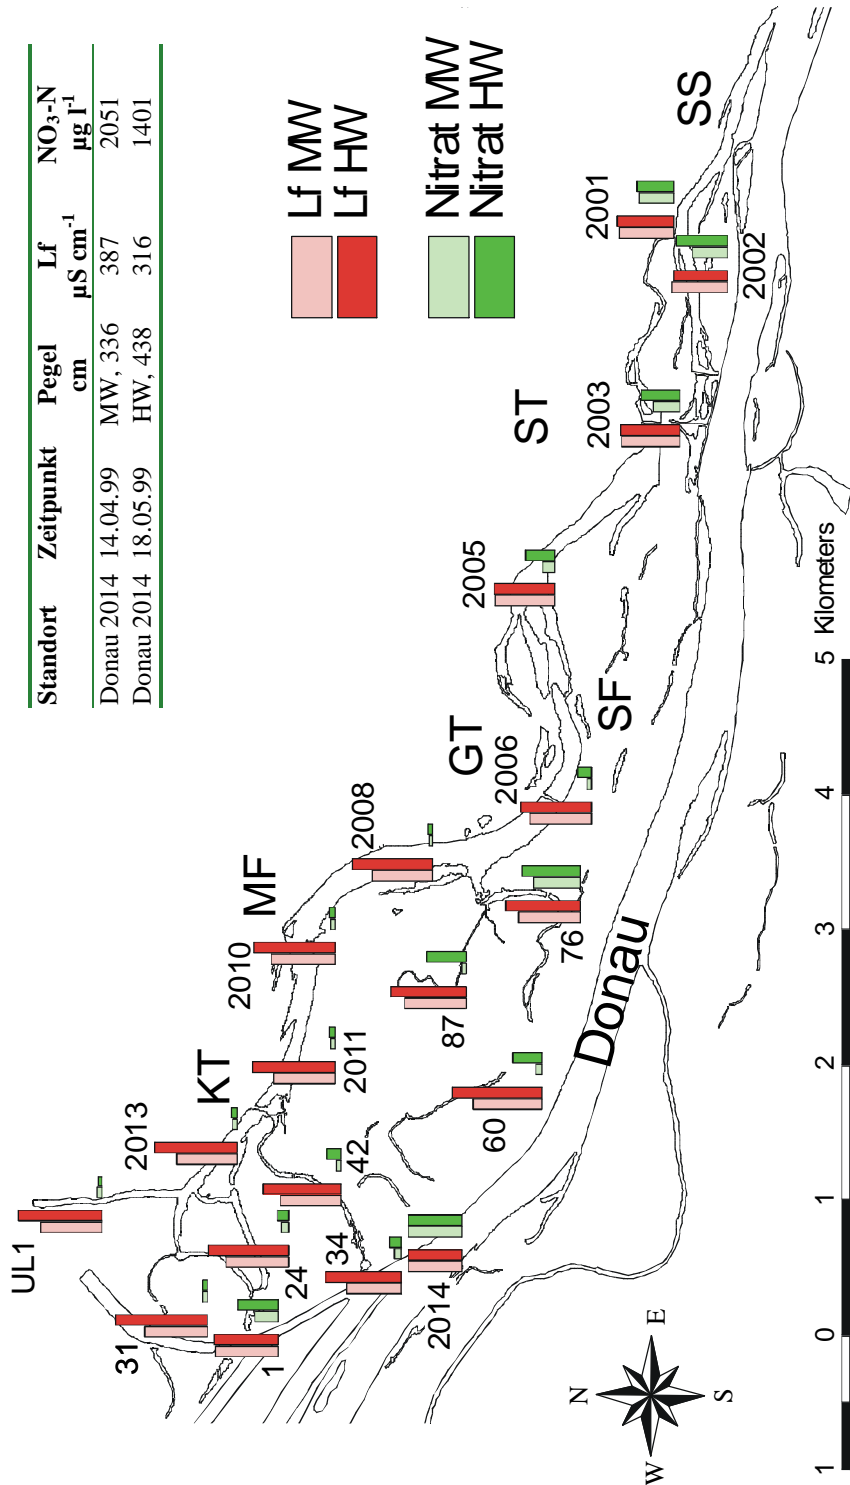 Standort Zeitpunkt Pegel Lf NO₃-N
cm µS cm⁻¹ µg l⁻¹
Donau 2014 14.04.99 MW, 336 387 2051
Donau 2014 18.05.99 HW, 438 316 1401
Lf MW
Lf HW
Nitrat MW
Nitrat HW
UL1
2013
31
KT
2010
MF
2008
1
24
34
42
2011
87
GT
2006
2005
ST
2014
60
76
SF
2003
2001
2002
SS
Donau
N
W E
S
1 0 1 2 3 4 5 Kilometers